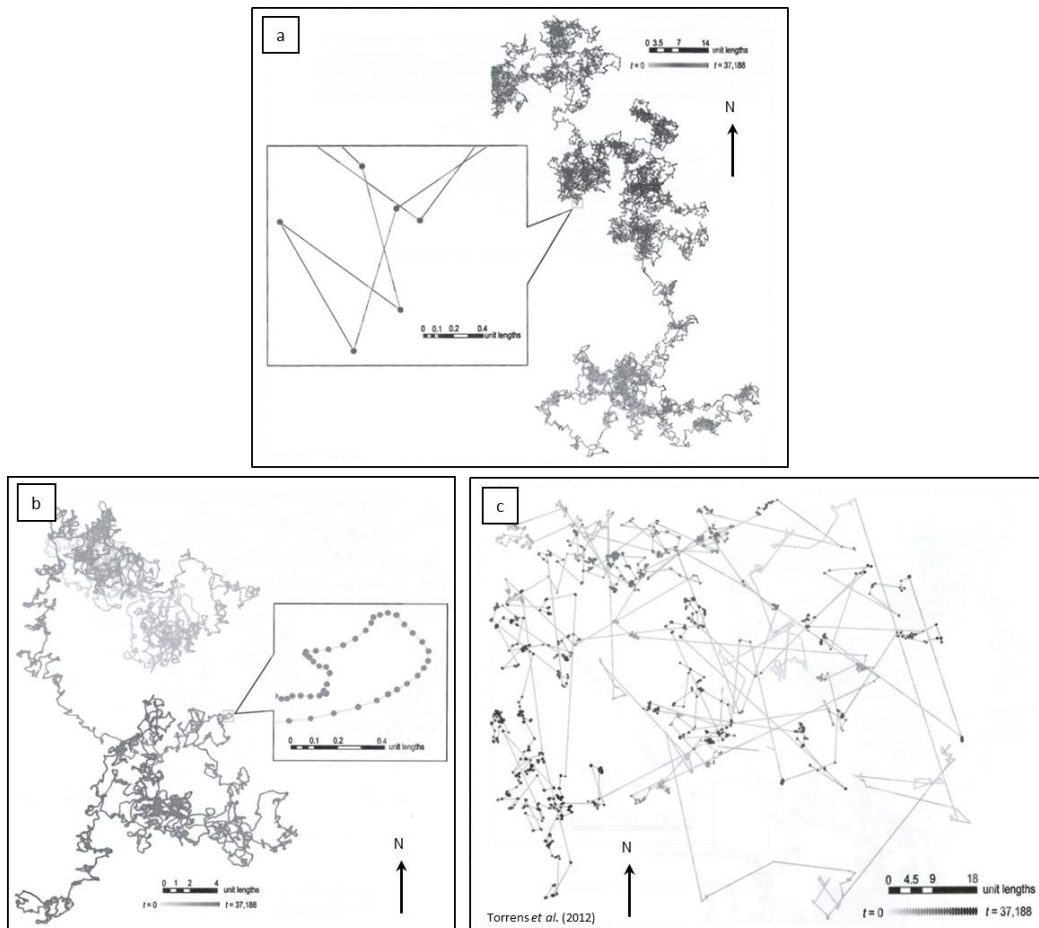 a
0 3.5 7 14
unit lengths
t = 0 t = 37,188
N
0 0.1 0.2 0.4
unit lengths
b
0 0.1 0.2 0.4
unit lengths
N
0 1 2 4
unit lengths
t = 0 t = 37,188
c
N
0 4.5 9 18
unit lengths
t = 0 t = 37,188
Torrens et al. (2012)